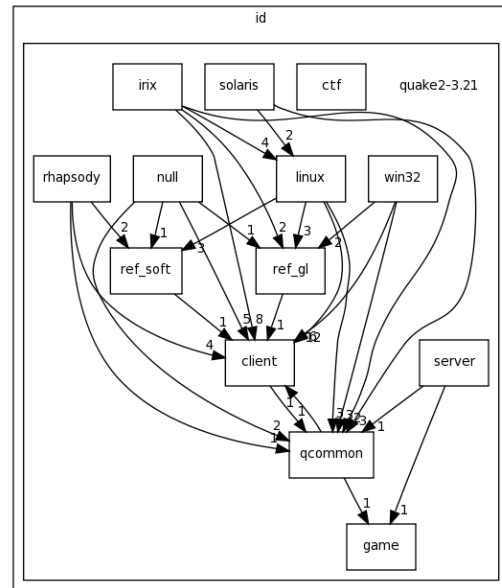 id
irix
solaris
ctf
quake2-3.21
4
2
rhapsody
null
linux
win32
2
1
3
1
2
3
2
ref_soft
ref_gl
1
5
8
1
4
client
server
1
1
2
1
3
1
qcommon
1
1
game